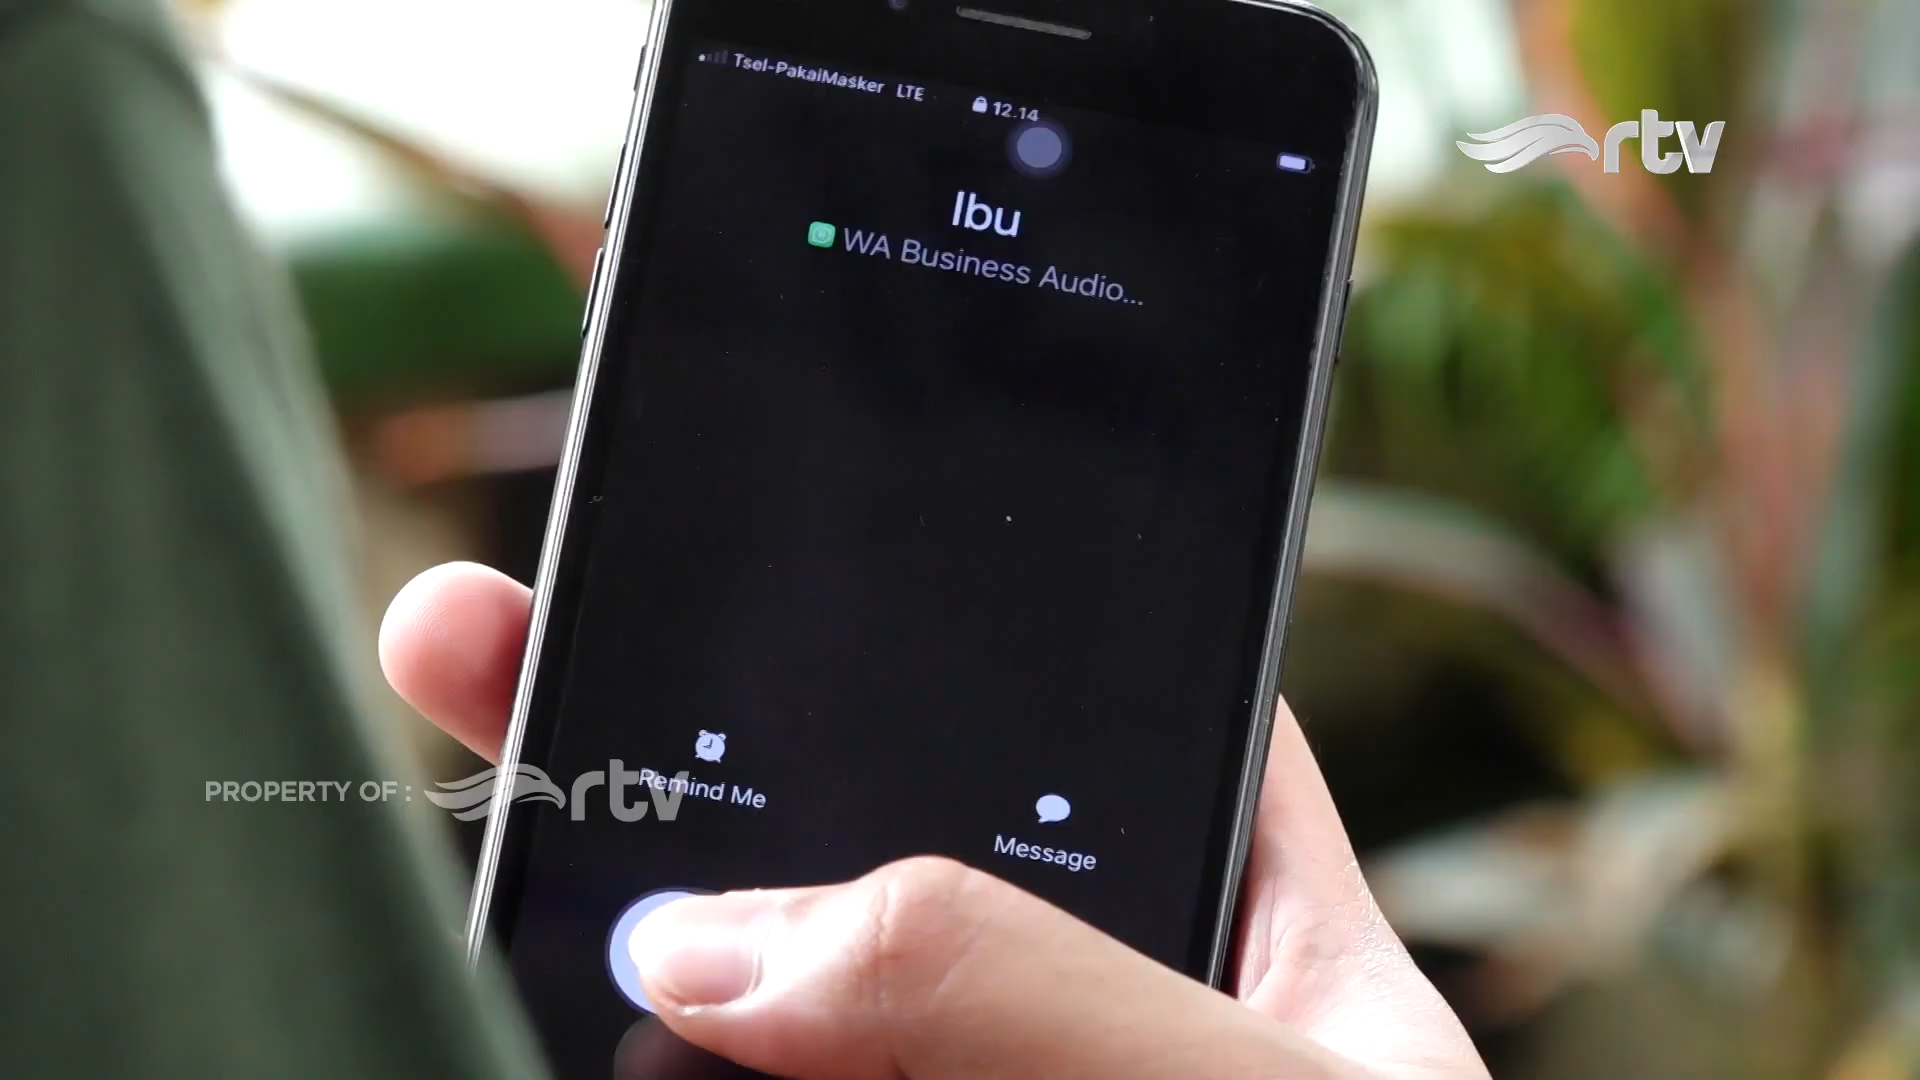 Tsel-PakaiMasker LTE 12.14
rtv
Ibu
WA Business Audio...
Remind Me
PROPERTY OF : rtv
Message